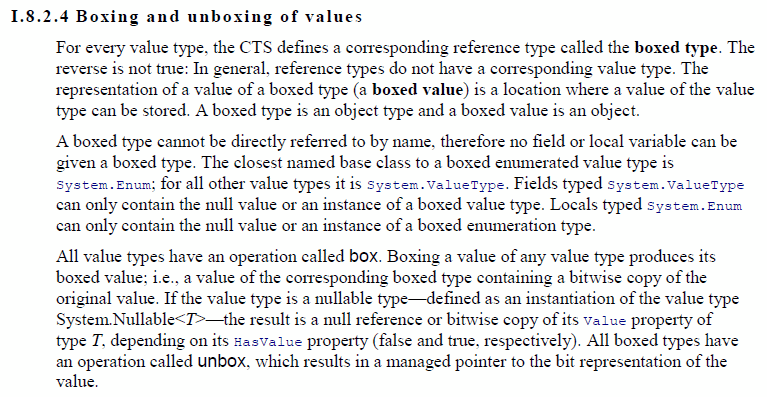 I.8.2.4 Boxing and unboxing of values
For every value type, the CTS defines a corresponding reference type called the boxed type. The
reverse is not true: In general, reference types do not have a corresponding value type. The
representation of a value of a boxed type (a boxed value) is a location where a value of the value
type can be stored. A boxed type is an object type and a boxed value is an object.
A boxed type cannot be directly referred to by name, therefore no field or local variable can be
given a boxed type. The closest named base class to a boxed enumerated value type is
System.Enum; for all other value types it is System.ValueType. Fields typed System.ValueType
can only contain the null value or an instance of a boxed value type. Locals typed System.Enum
can only contain the null value or an instance of a boxed enumeration type.
All value types have an operation called box. Boxing a value of any value type produces its
boxed value; i.e., a value of the corresponding boxed type containing a bitwise copy of the
original value. If the value type is a nullable type—defined as an instantiation of the value type
System.Nullable<T>—the result is a null reference or bitwise copy of its Value property of
type T, depending on its HasValue property (false and true, respectively). All boxed types have
an operation called unbox, which results in a managed pointer to the bit representation of the
value.